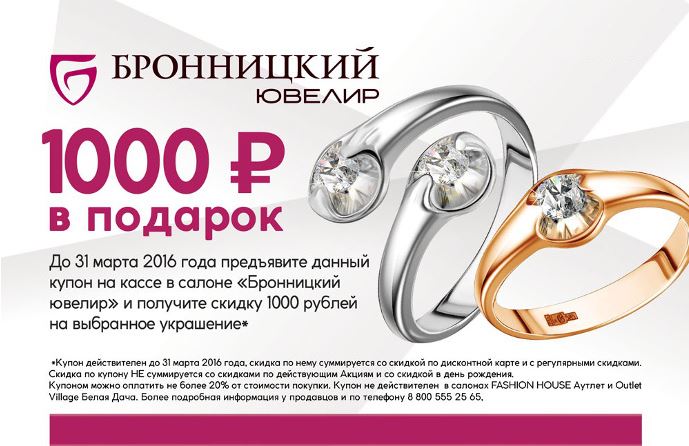 БРОННИЦКИЙ
ЮВЕЛИР
1000 ₽
в подарок
До 31 марта 2016 года предъявите данный
купон на кассе в салоне «Бронницкий
ювелир» и получите скидку 1000 рублей
на выбранное украшение*
*Купон действителен до 31 марта 2016 года, скидка по нему суммируется со скидкой по дисконтной карте и с регулярными скидками.
Скидка по купону НЕ суммируется со скидками по действующим Акциям и со скидкой в день рождения.
Купоном можно оплатить не более 20% от стоимости покупки. Купон не действителен в салонах FASHION HOUSE Аутлет и Outlet
Village Белая Дача. Более подробная информация у продавцов и по телефону 8 800 555 25 65.